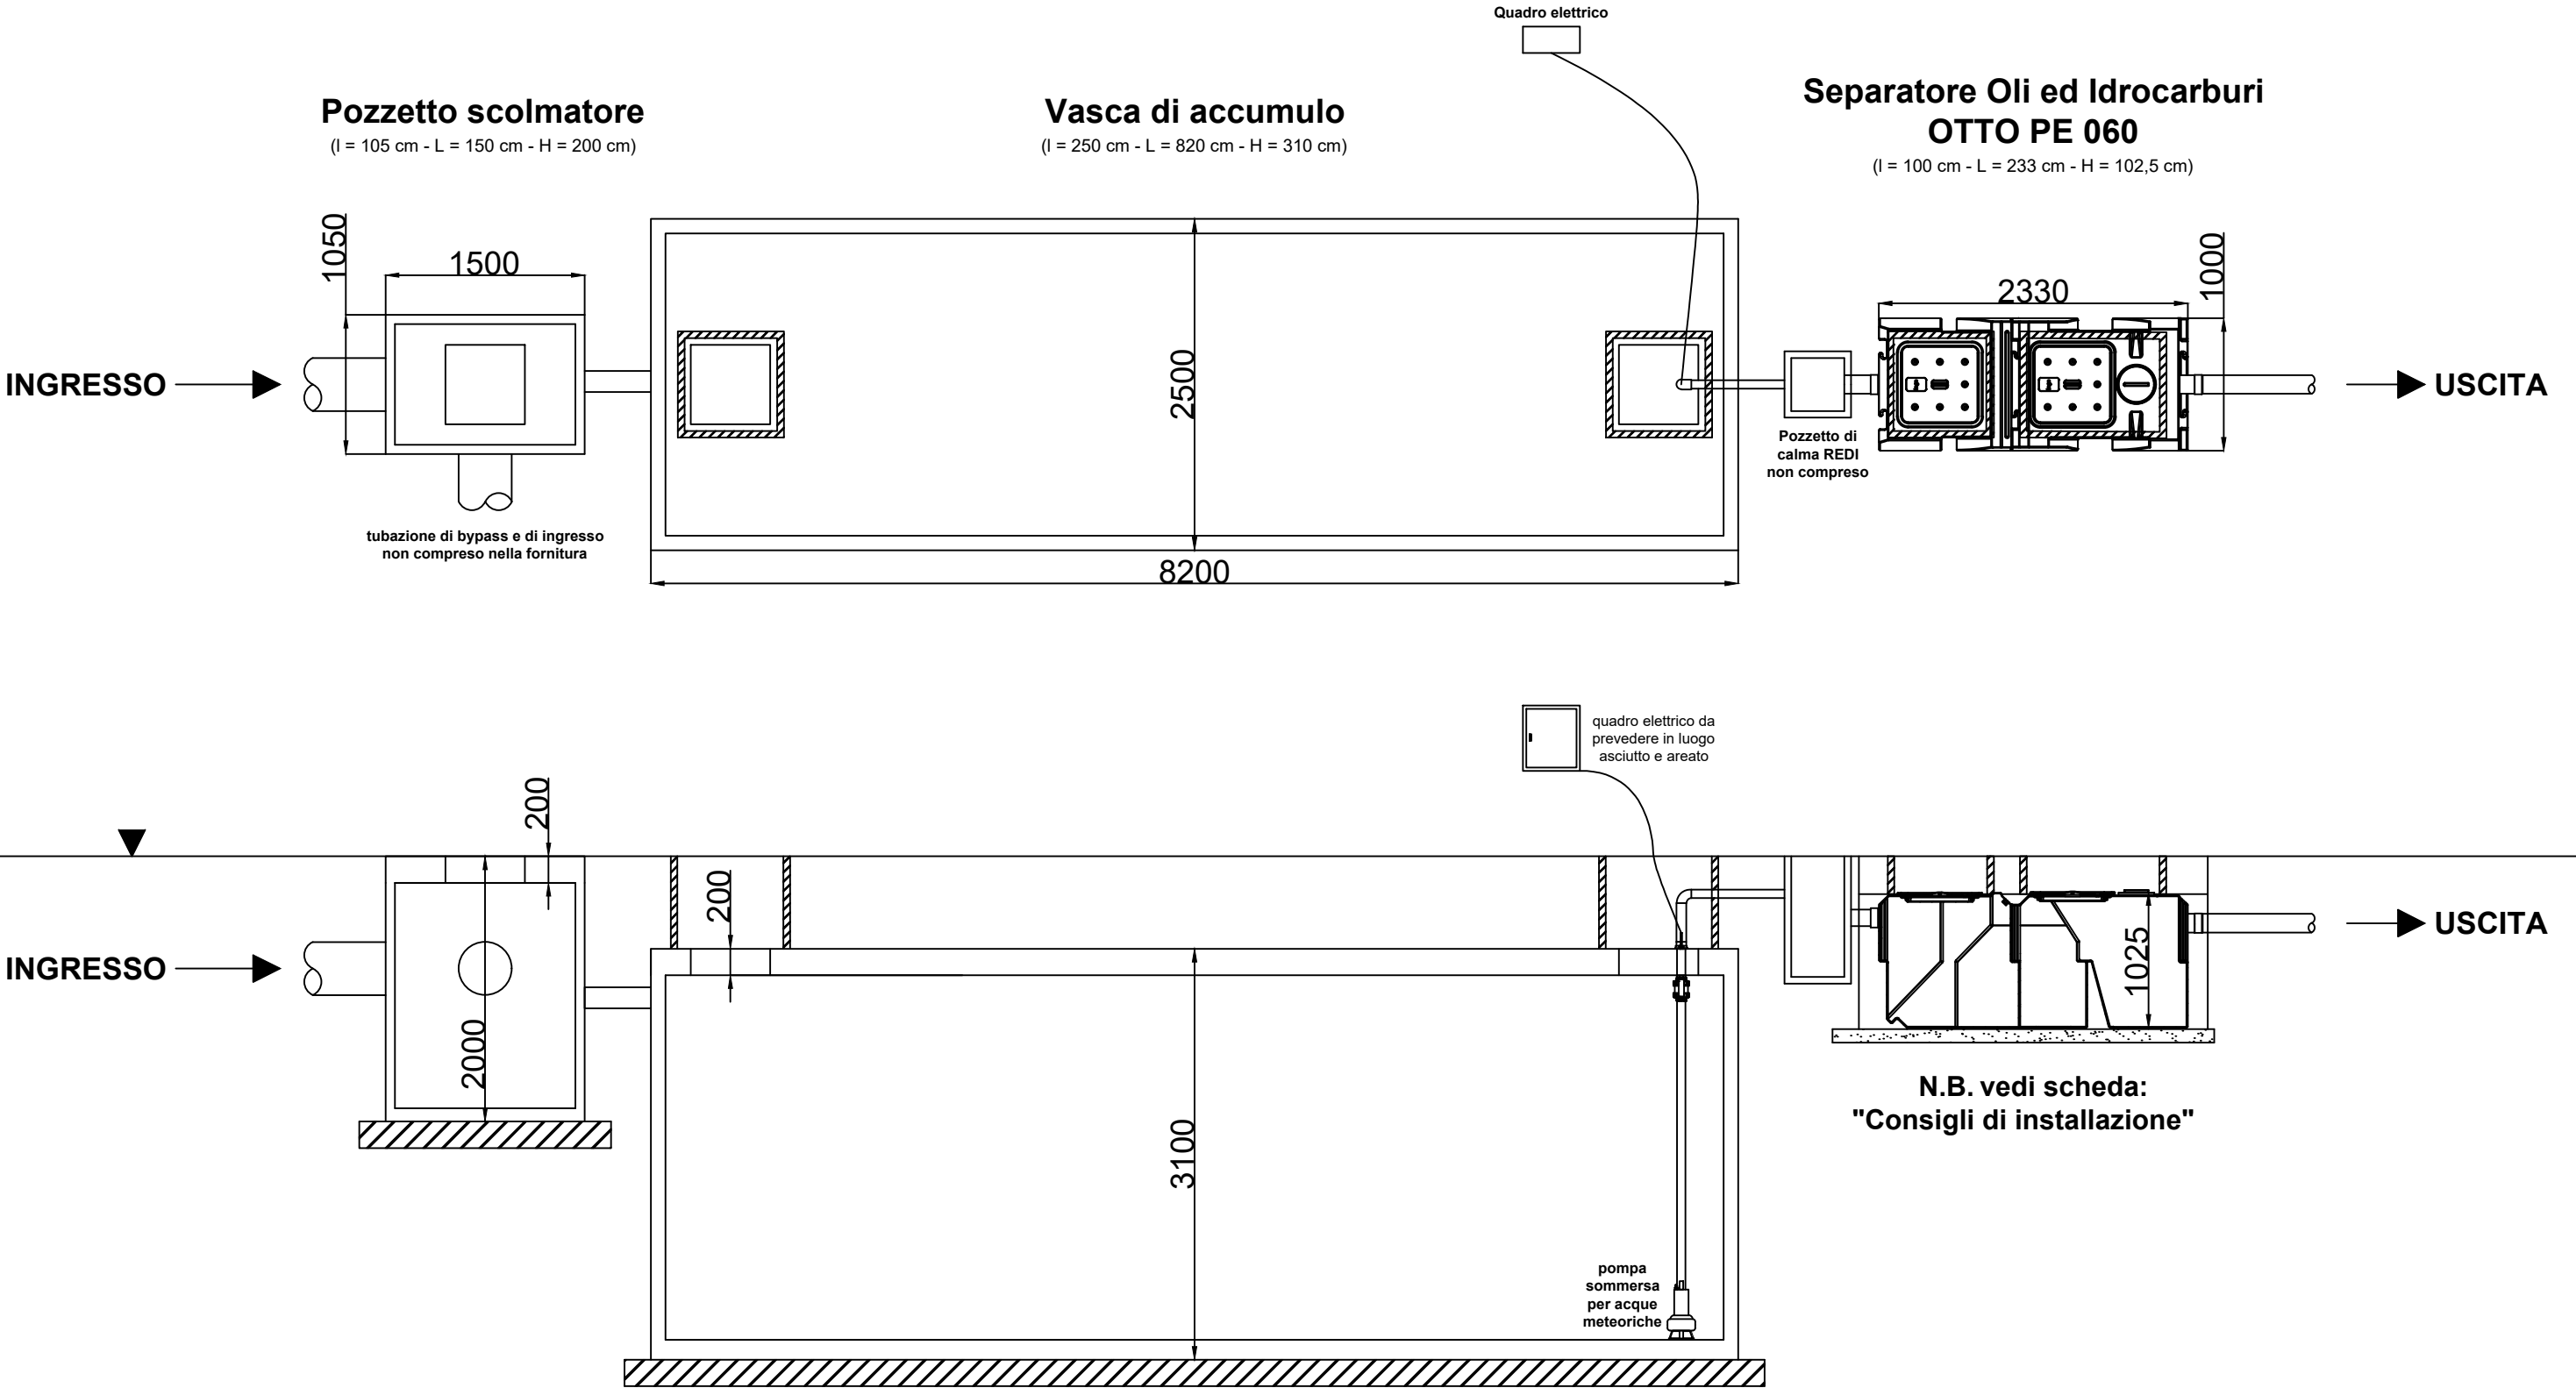 Quadro elettrico
Pozzetto scolmatore
(l = 105 cm - L = 150 cm - H = 200 cm)
Vasca di accumulo
(l = 250 cm - L = 820 cm - H = 310 cm)
Separatore Oli ed Idrocarburi
OTTO PE 060
(l = 100 cm - L = 233 cm - H = 102,5 cm)
1050
1500
2500
8200
2330
1000
INGRESSO
USCITA
Pozzetto di
calma REDI
non compreso
tubazione di bypass e di ingresso
non compreso nella fornitura
quadro elettrico da
prevedere in luogo
asciutto e areato
200
200
INGRESSO
2000
3100
1025
USCITA
N.B. vedi scheda:
"Consigli di installazione"
pompa
sommersa
per acque
meteoriche